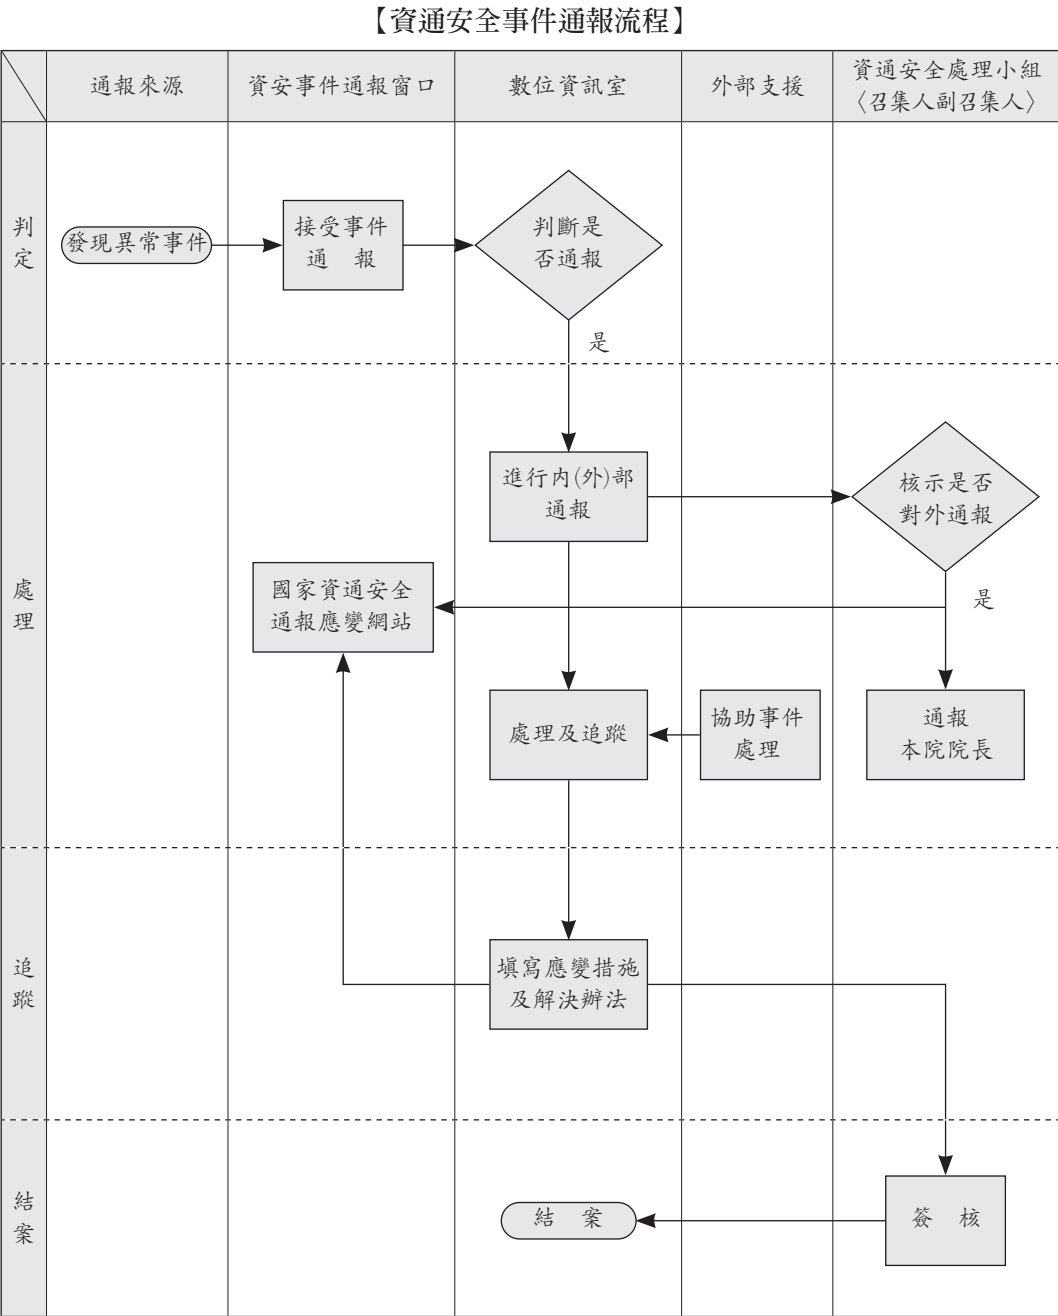 【資通安全事件通報流程】
通報來源
資安事件通報窗口
數位資訊室
外部支援
資通安全處理小組
〈召集人副召集人〉
判
定
發現異常事件
接受事件
通 報
判斷是
否通報
是
處
理
進行內(外)部
通報
核示是否
對外通報
是
國家資通安全
通報應變網站
處理及追蹤
協助事件
處理
通報
本院院長
追
蹤
填寫應變措施
及解決辦法
結
案
結 案
簽 核